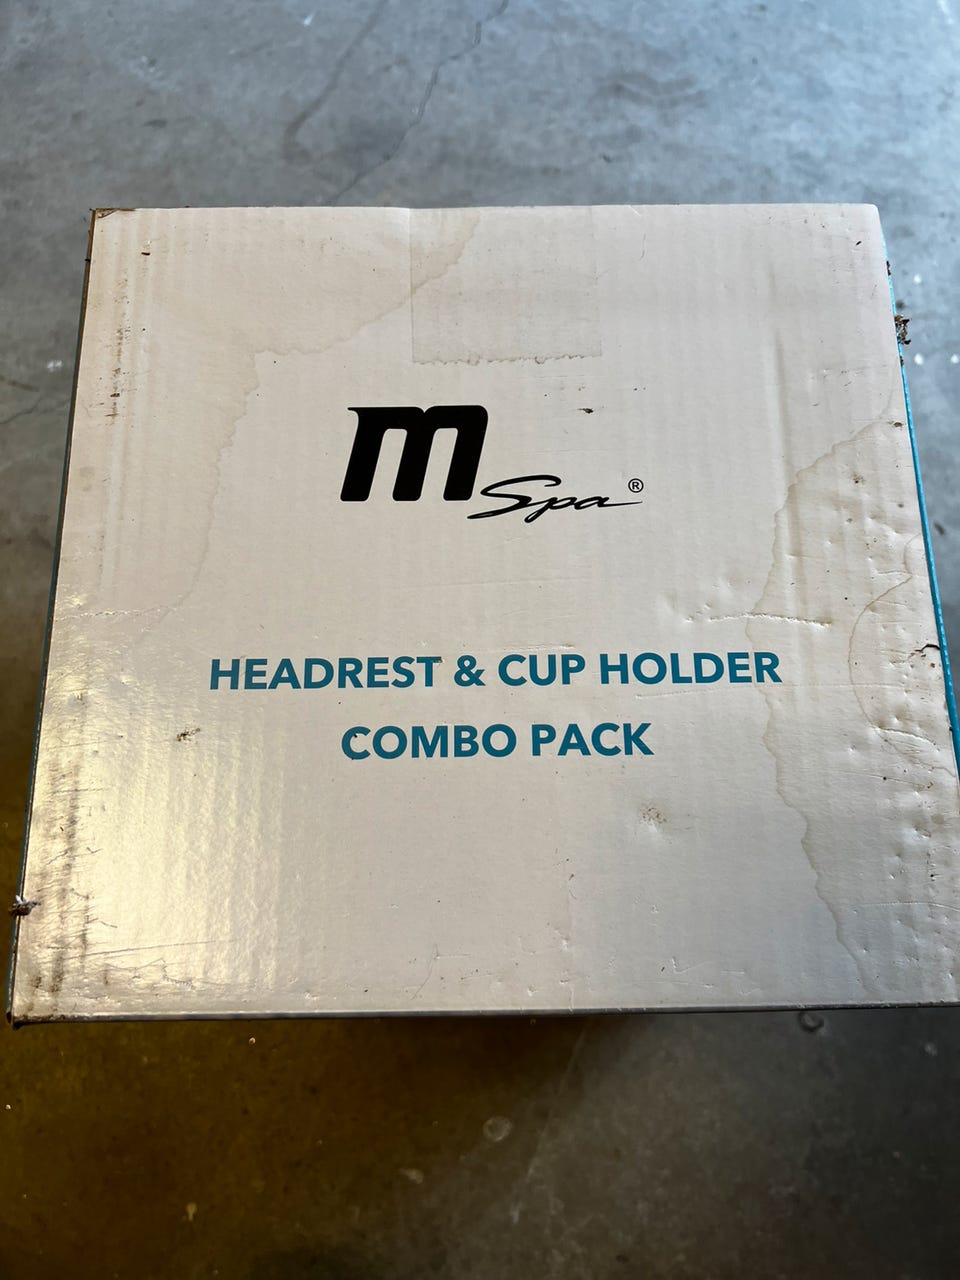 m Spa®
HEADREST & CUP HOLDER
COMBO PACK